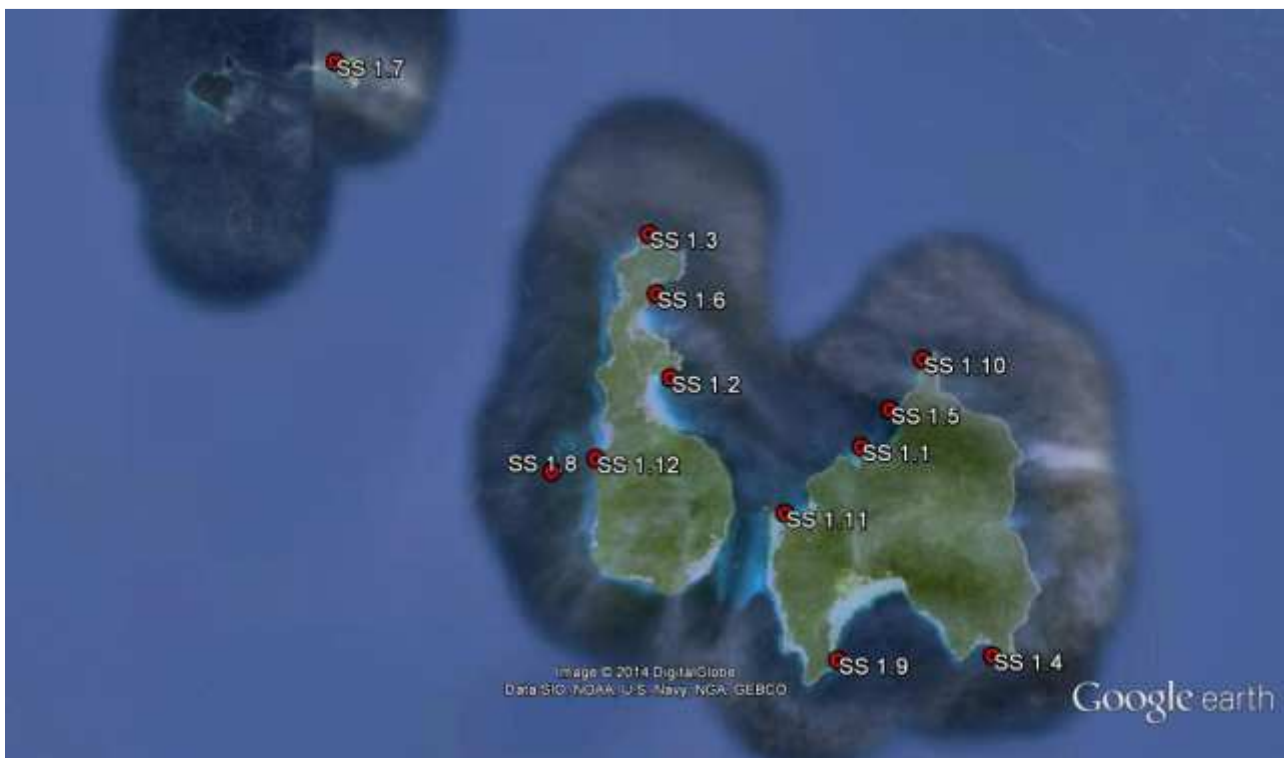 SS 1.7
SS 1.3
SS 1.6
SS 1.10
SS 1.2
SS 1.5
SS 1.1
SS 1.8
SS 1.12
SS 1.11
SS 1.9
SS 1.4
Image © 2014 DigitalGlobe
Data SIO, NOAA, U.S. Navy, NGA, GEBCO
Google earth